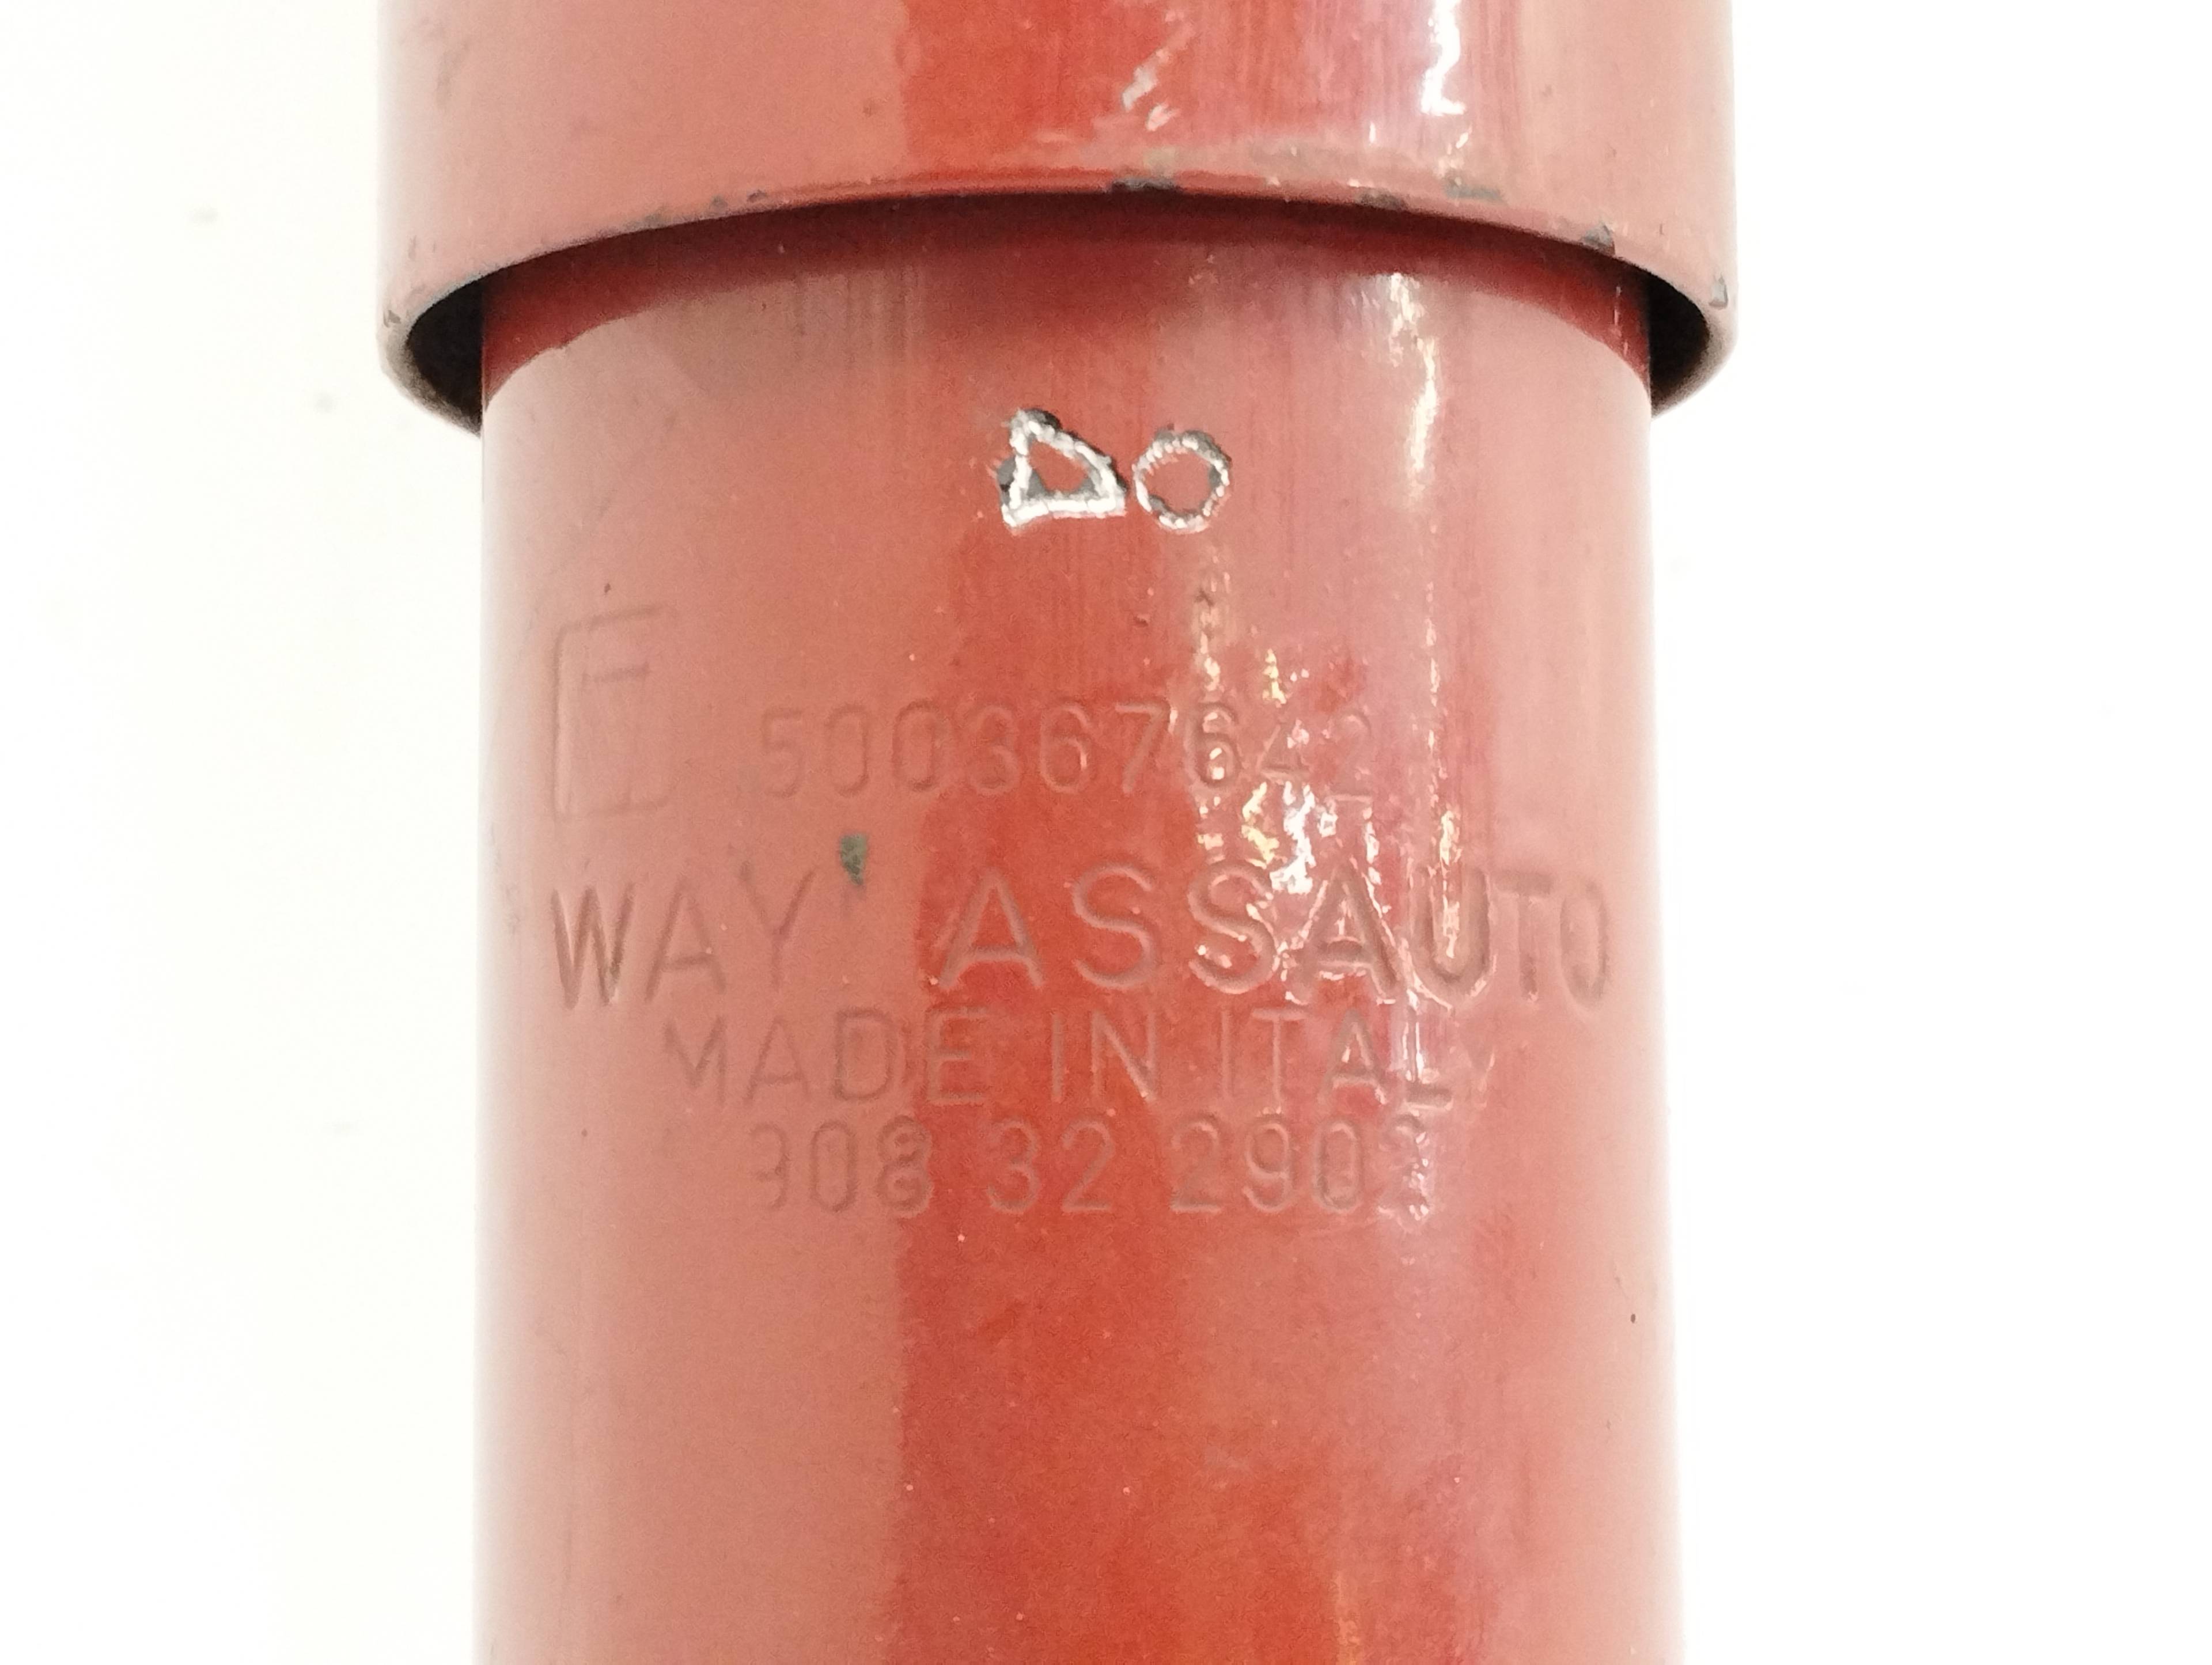 DO
500367642
WAY' ASSAUTO
MADE IN ITALY
908 32 2902